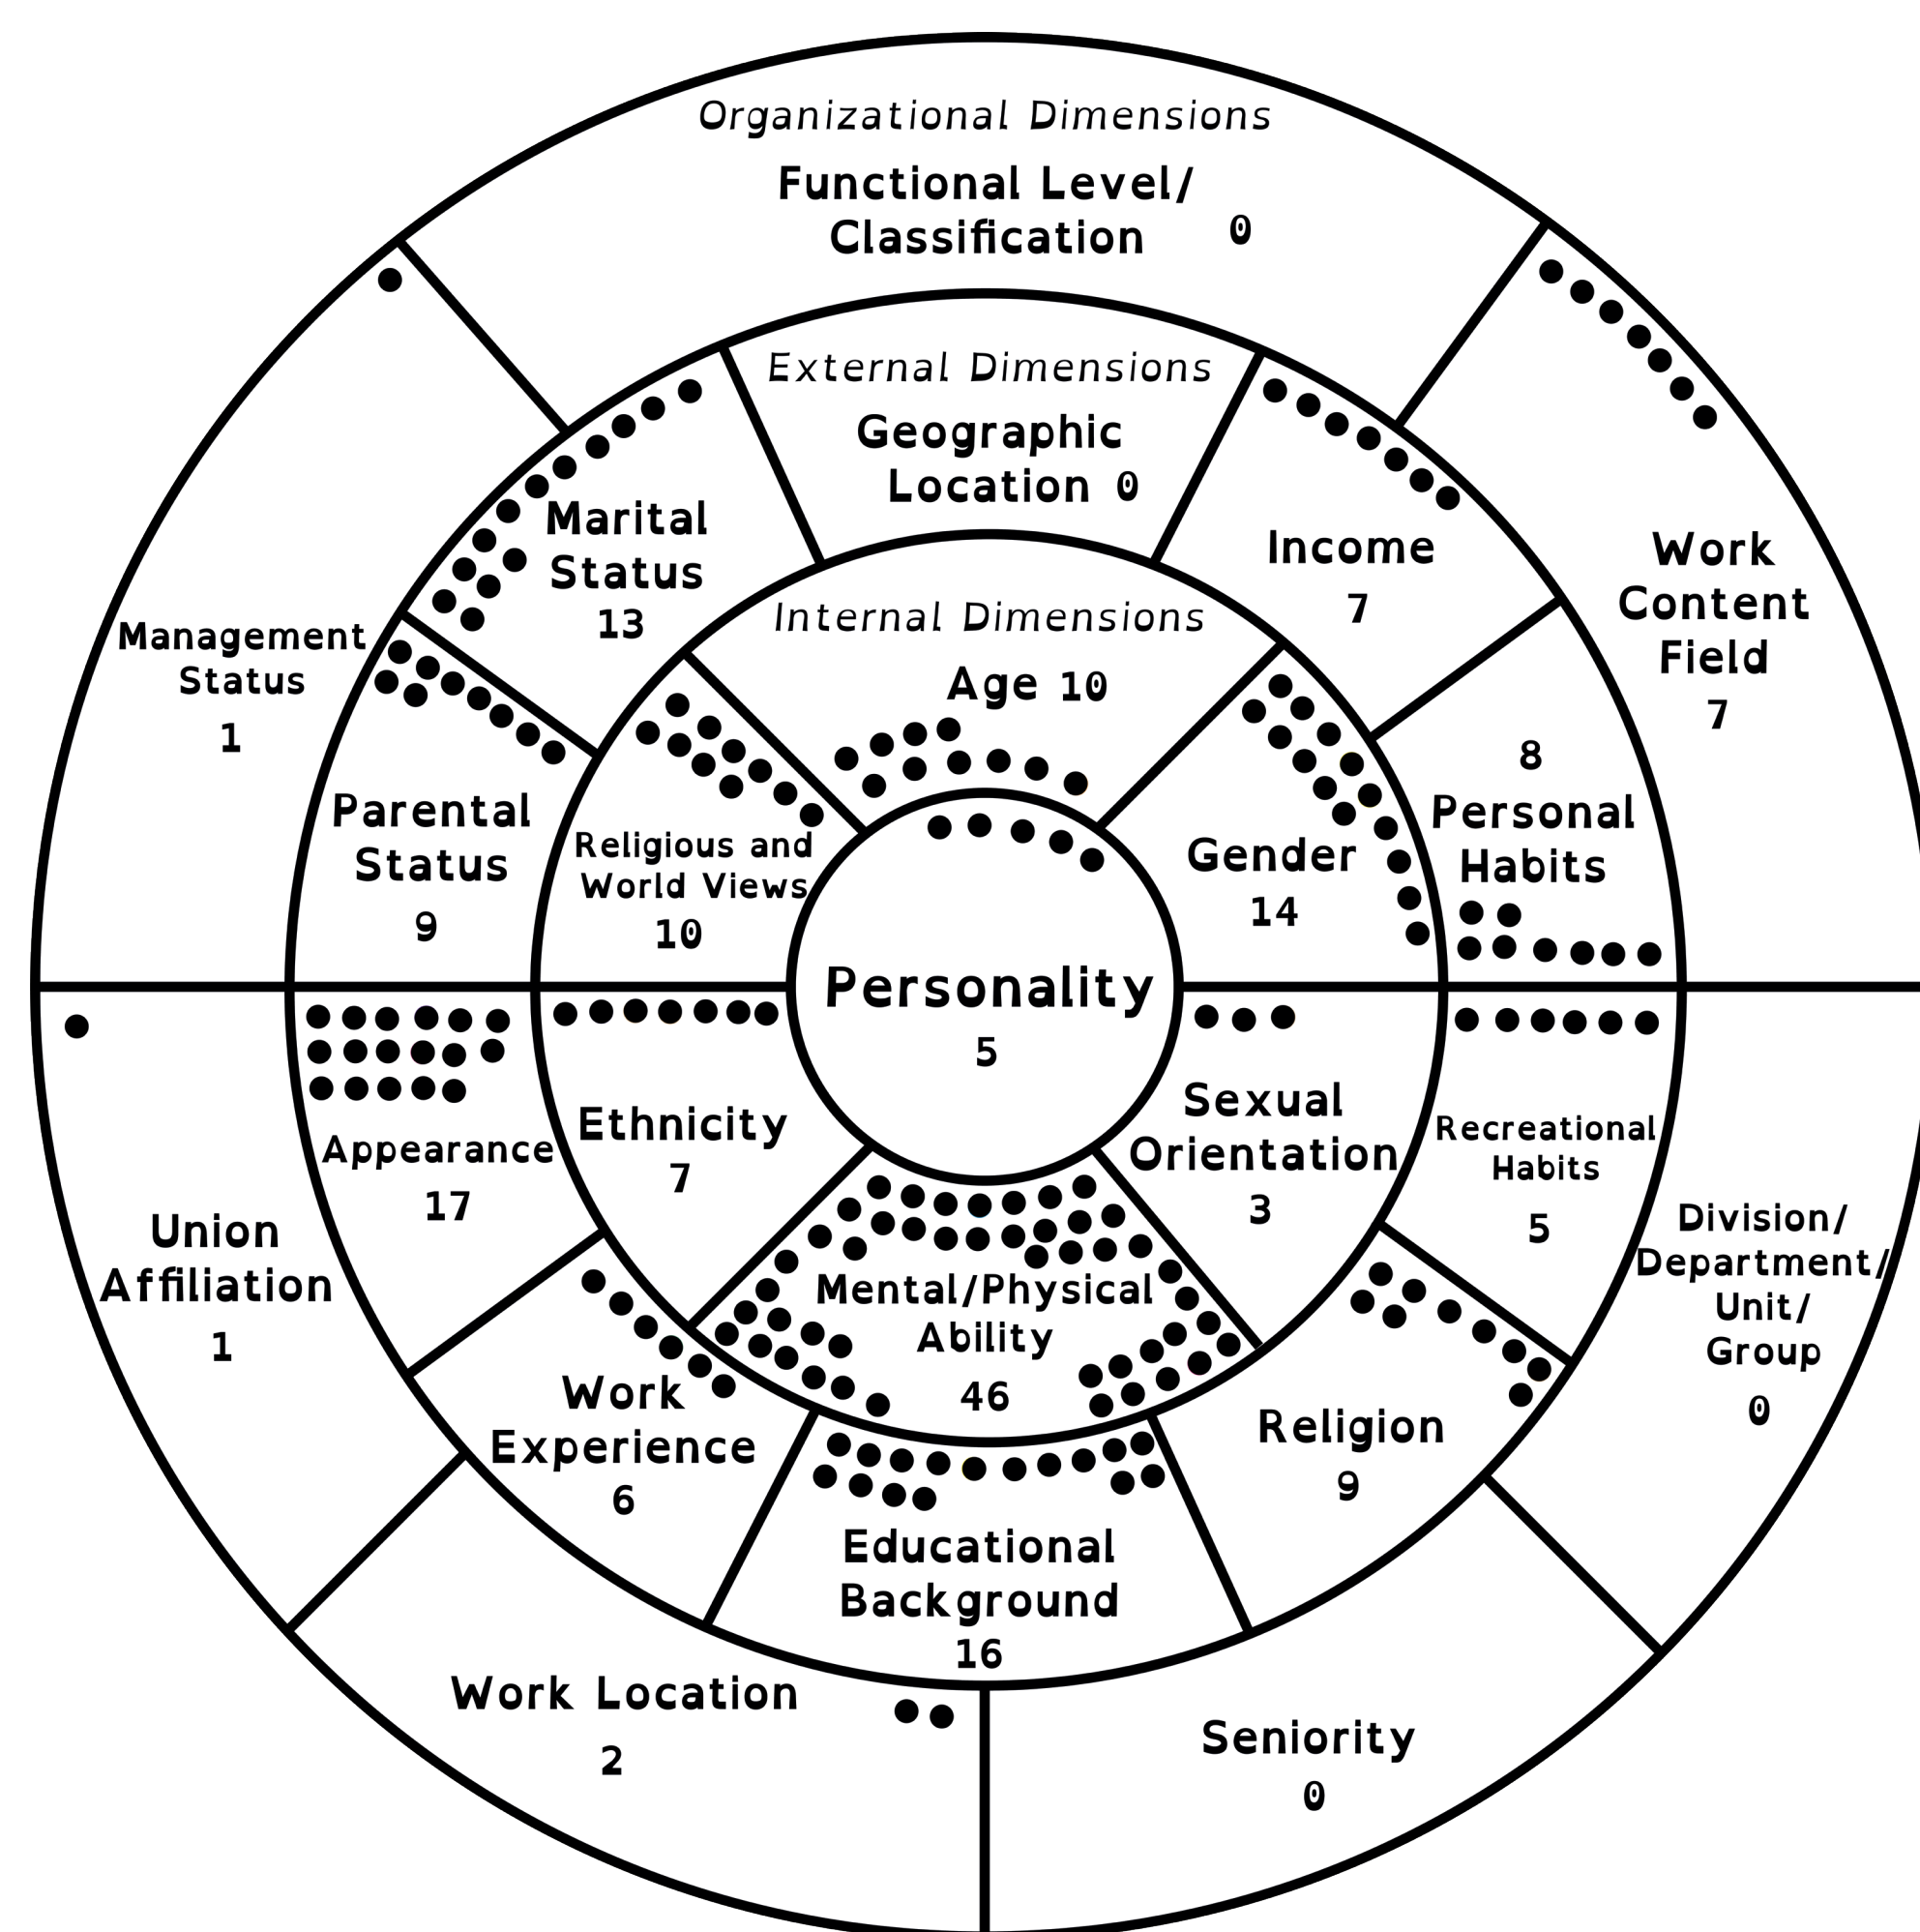 Organizational Dimensions
Functional Level/
Classification 0
External Dimensions
Geographic
Location 0
Internal Dimensions
Age 10
Marital
Status
13
Income
7
Work
Content
Field
7
Management
Status
1
Parental
Status
9
Religious and
World Views
10
Gender
14
8
Personal
Habits
Personality
5
Appearance
17
Ethnicity
7
Sexual
Orientation
3
Recreational
Habits
5
Union
Affiliation
1
Mental/Physical
Ability
46
Division/
Department/
Unit/
Group
0
Work
Experience
6
Religion
9
Educational
Background
16
Work Location
2
Seniority
0